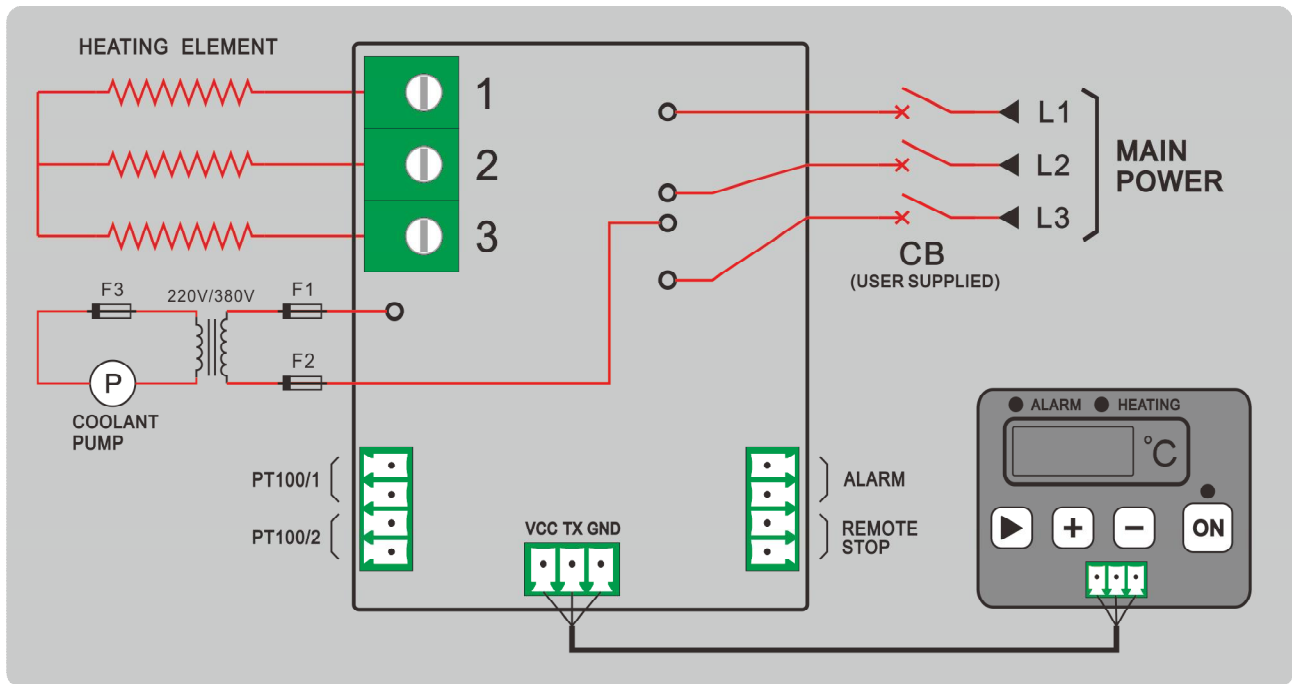 HEATING ELEMENT
1
2
3
L1
L2
L3
MAIN
POWER
CB
(USER SUPPLIED)
F3
220V/380V
F1
F2
P
COOLANT
PUMP
PT100/1
PT100/2
VCC TX GND
ALARM
REMOTE
STOP
ALARM HEATING
°C
+
−
ON